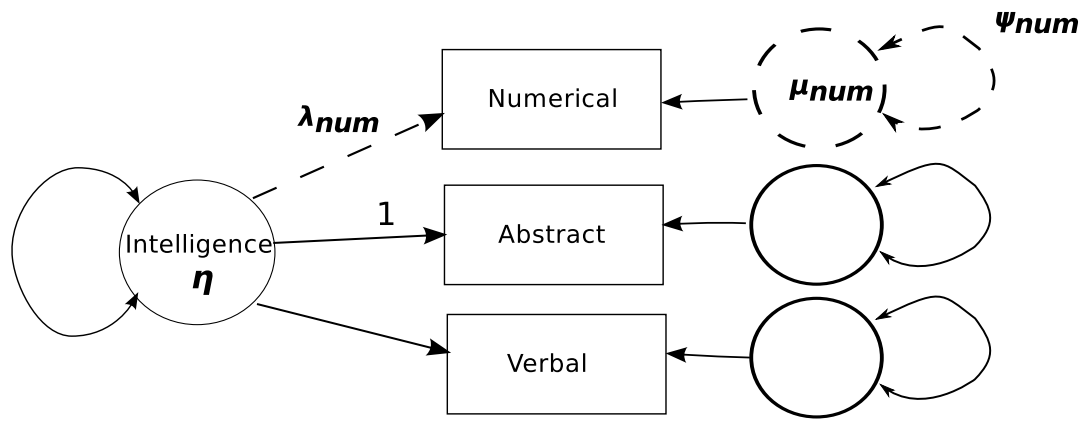 ψnum
λnum
Numerical
μnum
1
Intelligence
η
Abstract
Verbal